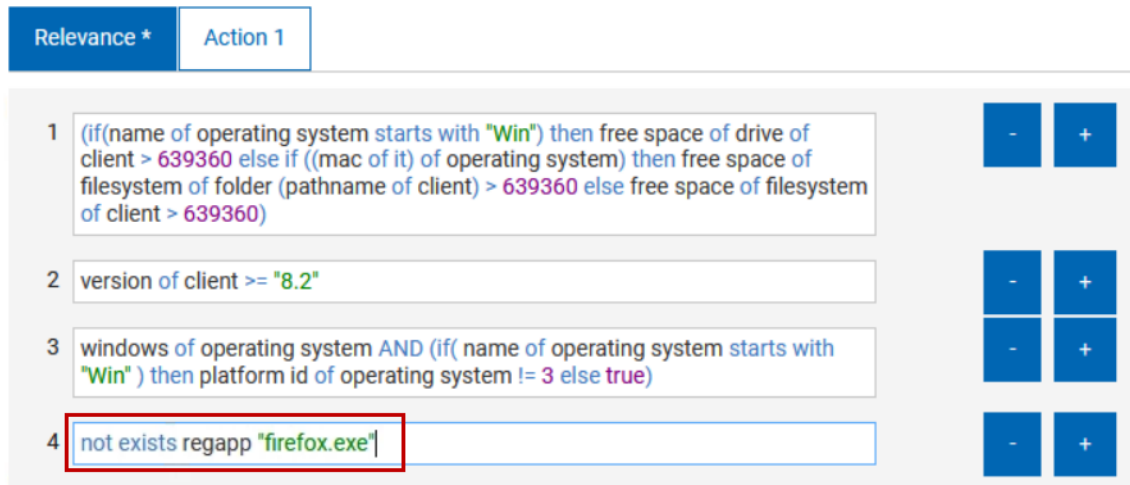 Relevance * Action 1
1 (if(name of operating system starts with "Win") then free space of drive of - +
client > 639360 else if ((mac of it) of operating system) then free space of
filesystem of folder (pathname of client) > 639360 else free space of filesystem
of client > 639360)
2 version of client >= "8.2" - +
3 windows of operating system AND (if( name of operating system starts with - +
"Win" ) then platform id of operating system != 3 else true)
4 not exists regapp "firefox.exe" - +